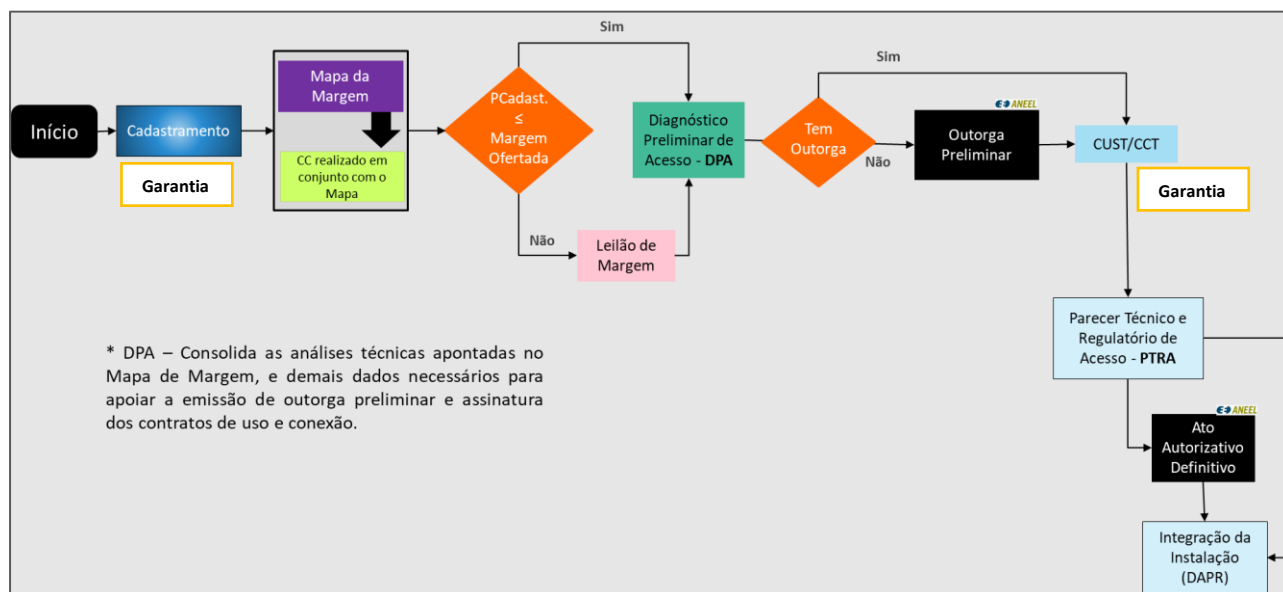 Início
Cadastramento
Garantia
Mapa da
Margem
CC realizado em
conjunto com o
Mapa
PCadast.
≤
Margem
Ofertada
Sim
Não
Leilão de
Margem
Diagnóstico
Preliminar de
Acesso - DPA
Tem
Outorga
Sim
Não
ANEEL
Outorga
Preliminar
CUST/CCT
Garantia
Parecer Técnico e
Regulatório de
Acesso - PTRA
ANEEL
Ato
Autorizativo
Definitivo
Integração da
Instalação
(DAPR)
* DPA – Consolida as análises técnicas apontadas no
Mapa de Margem, e demais dados necessários para
apoiar a emissão de outorga preliminar e assinatura
dos contratos de uso e conexão.